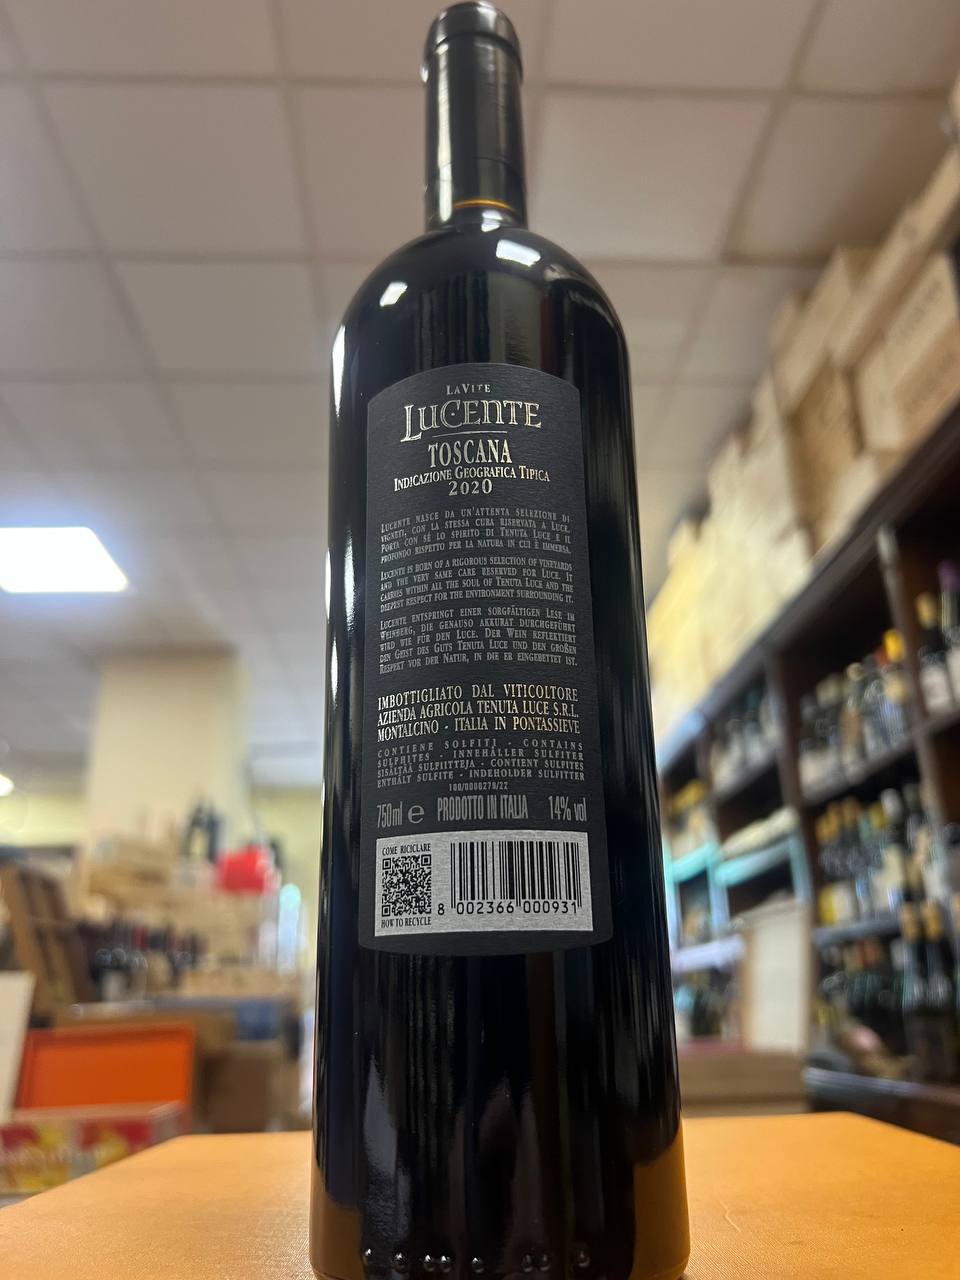 LAVITE
LUCENTE
TOSCANA
INDICAZIONE GEOGRAFICA TIPICA
2020
LUCENTE NASCE DA UN'ATTENTA SELEZIONE DI
VIGNETI, CON LA STESSA CURA RISERVATA A LUCE.
PORTA CON SÉ LO SPIRITO DI TENUTA LUCE E IL
PROFONDO RISPETTO PER LA NATURA IN CUI È IMMERSA.
LUCENTE IS BORN OF A RIGOROUS SELECTION OF VINEYARDS
AND THE VERY SAME CARE RESERVED FOR LUCE. IT
CARRIES WITHIN ALL THE SOUL OF TENUTA LUCE AND THE
DEEPEST RESPECT FOR THE ENVIRONMENT SURROUNDING IT.
LUCENTE ENTSPRINGT EINER SORGFÄLTIGEN LESE IM
WEINBERG, DIE GENAUSO AKKURAT DURCHGEFÜHRT
WIRD WIE FÜR DEN LUCE. DER WEIN REFLEKTIERT
DEN GEIST DES GUTS TENUTA LUCE UND DEN GROẞEN
RESPEKT VOR DER NATUR, IN DIE ER EINGEBETTET IST.
IMBOTTIGLIATO DAL VITICOLTORE
AZIENDA AGRICOLA TENUTA LUCE S.R.L.
MONTALCINO - ITALIA IN PONTASSIEVE
CONTIENE SOLFITI - CONTAINS
SULPHITES - INNEHÅLLER SULFITER
SISÄLTÄÄ SULFIITTEJA - CONTIENT SULFITES
ENTHÄLT SULFITE - INDEHOLDER SULFITTER
100/0000278/22
750ml e PRODOTTO IN ITALIA 14% vol
COME RICICLARE
HOW TO RECYCLE
8 002366 000931